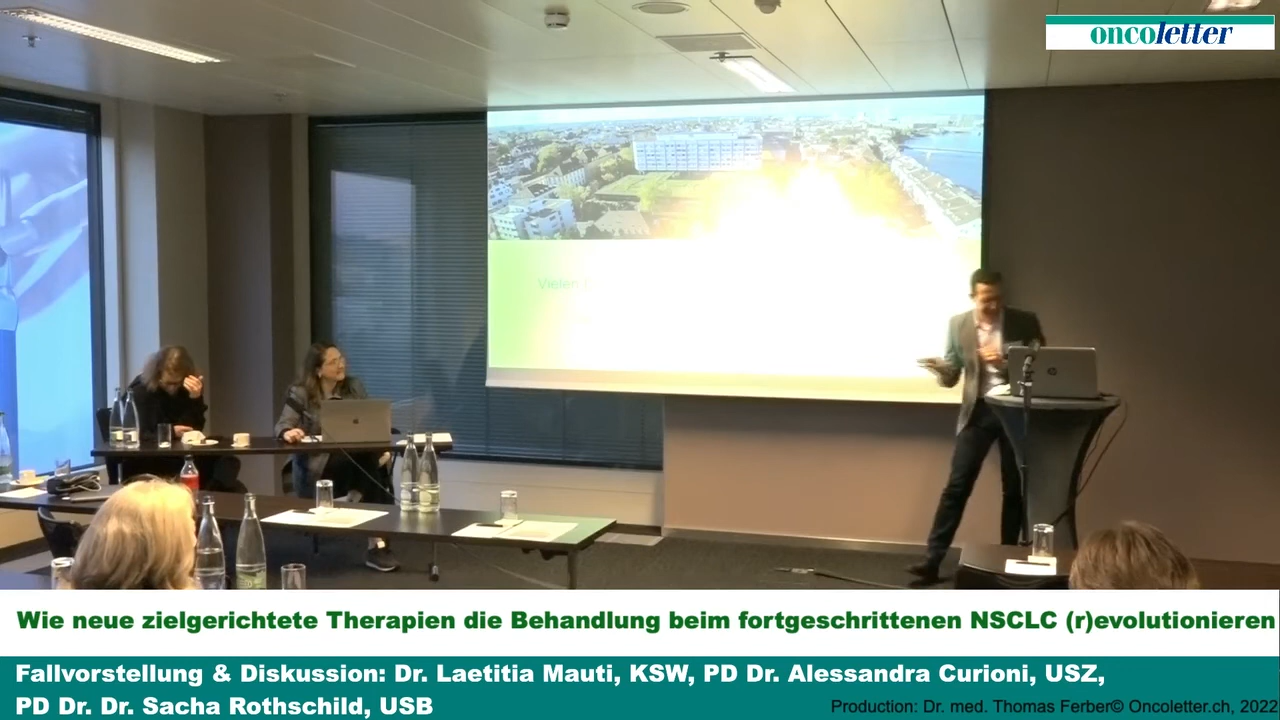 oncoletter
Vielen
Wie neue zielgerichtete Therapien die Behandlung beim fortgeschrittenen NSCLC (r)evolutionieren
Fallvorstellung & Diskussion: Dr. Laetitia Mauti, KSW, PD Dr. Alessandra Curioni, USZ,
PD Dr. Dr. Sacha Rothschild, USB
Production: Dr. med. Thomas Ferber© Oncoletter.ch, 2022